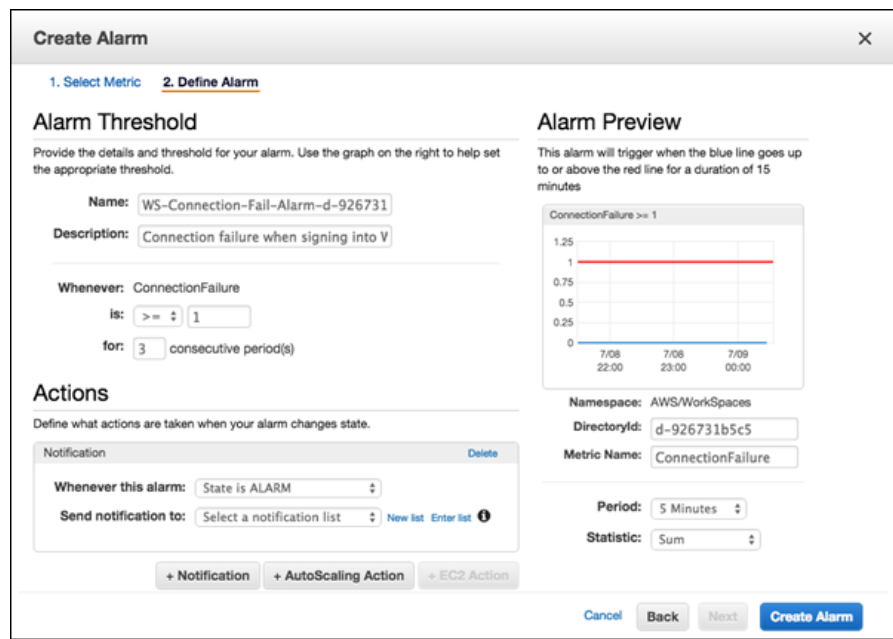 Create Alarm
×
1. Select Metric 2. Define Alarm
Alarm Threshold
Provide the details and threshold for your alarm. Use the graph on the right to help set
the appropriate threshold.
Name: WS-Connection-Fail-Alarm-d-926731
Description: Connection failure when signing into W
Whenever: ConnectionFailure
is: >= 1
for: 3 consecutive period(s)
Actions
Define what actions are taken when your alarm changes state.
Notification Delete
Whenever this alarm: State is ALARM
Send notification to: Select a notification list New list Enter list i
+ Notification + AutoScaling Action + EC2 Action
Alarm Preview
This alarm will trigger when the blue line goes up
to or above the red line for a duration of 15
minutes
ConnectionFailure >= 1
1.25
1
0.75
0.5
0.25
0
7/08 7/08 7/09
22:00 23:00 00:00
Namespace: AWS/WorkSpaces
DirectoryId: d-926731b5c5
Metric Name: ConnectionFailure
Period: 5 Minutes
Statistic: Sum
Cancel Back Next Create Alarm